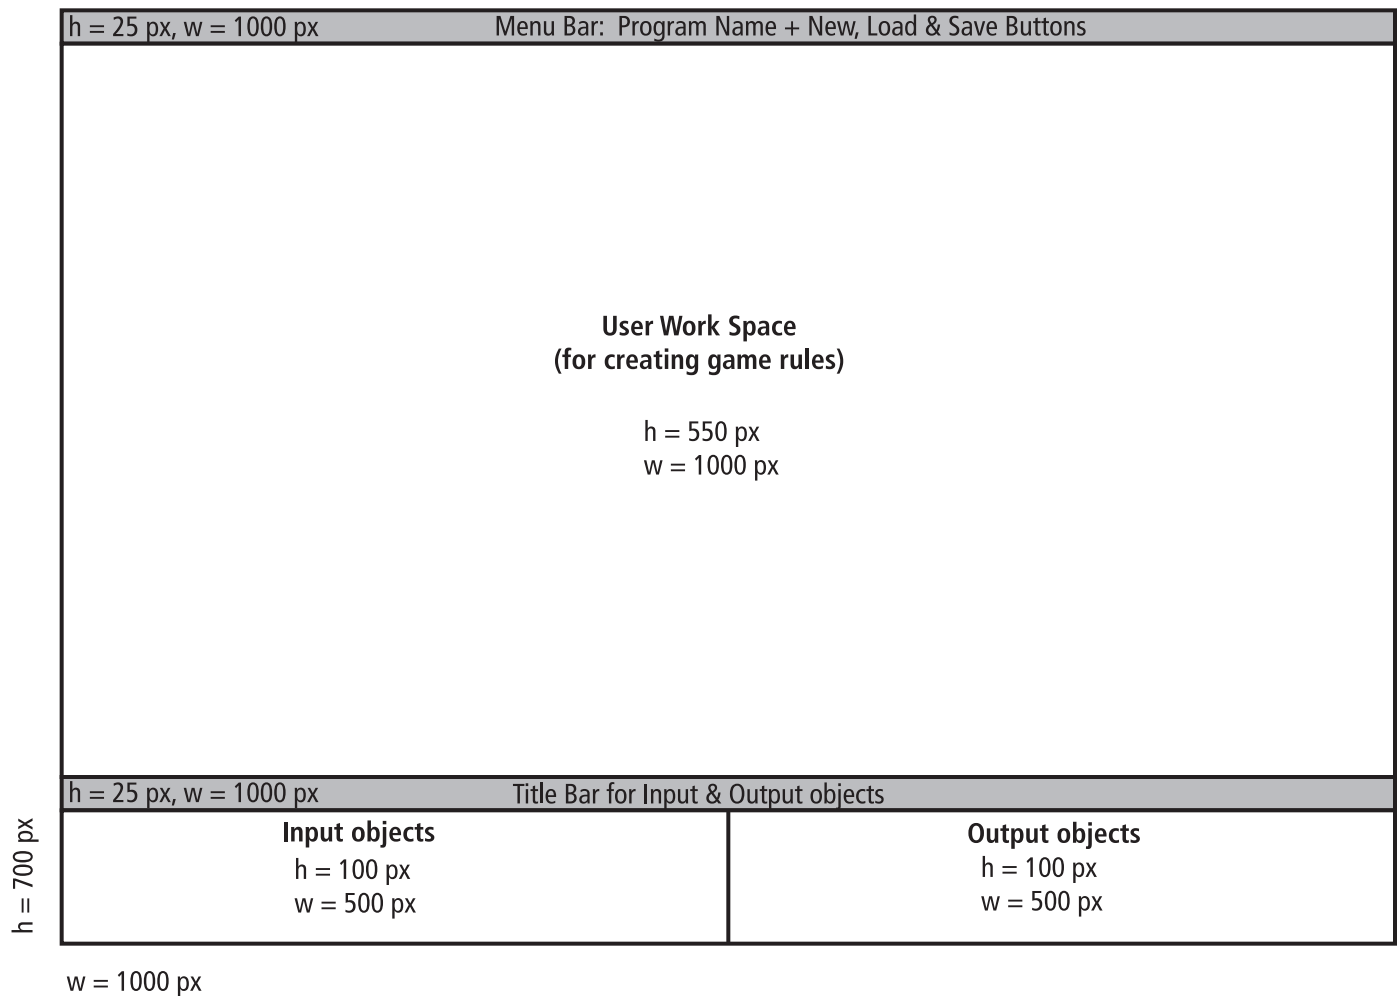 h = 25 px, w = 1000 px Menu Bar: Program Name + New, Load & Save Buttons
User Work Space
(for creating game rules)
h = 550 px
w = 1000 px
h = 25 px, w = 1000 px Title Bar for Input & Output objects
Input objects
h = 100 px
w = 500 px
Output objects
h = 100 px
w = 500 px
h = 700 px
w = 1000 px